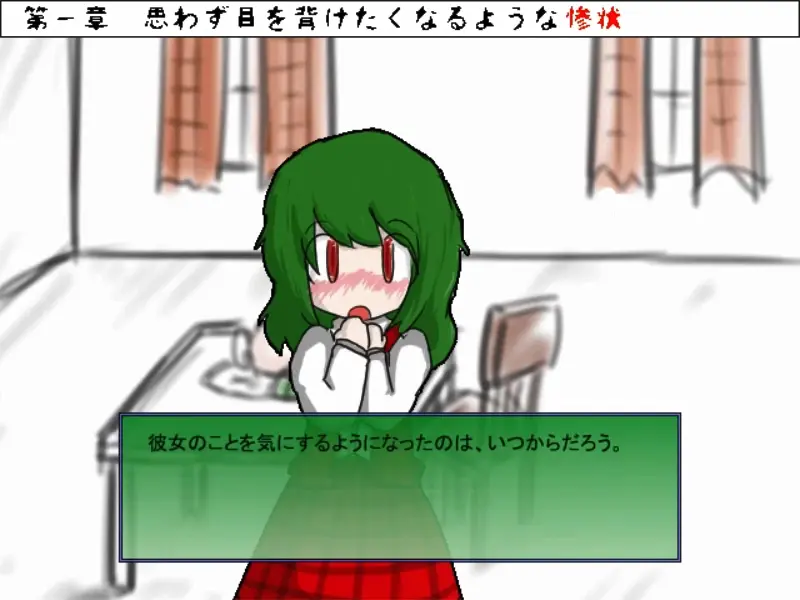 第一章　思わず目を背けたくなるような惨状
彼女のことを気にするようになったのは、いつからだろう。